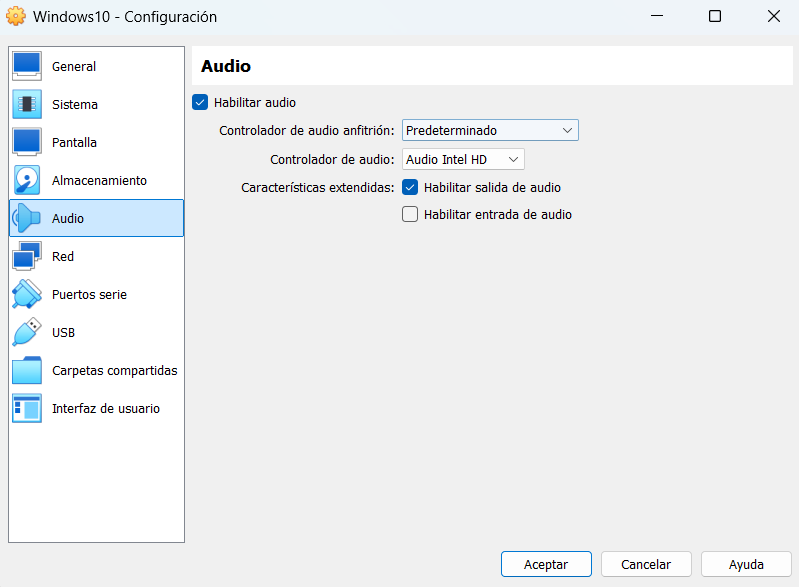 Windows10 - Configuración
General
Sistema
Pantalla
Almacenamiento
Audio
Red
Puertos serie
USB
Carpetas compartidas
Interfaz de usuario
Audio
Habilitar audio
Controlador de audio anfitrión: Predeterminado
Controlador de audio: Audio Intel HD
Características extendidas: Habilitar salida de audio
Habilitar entrada de audio
Aceptar Cancelar Ayuda